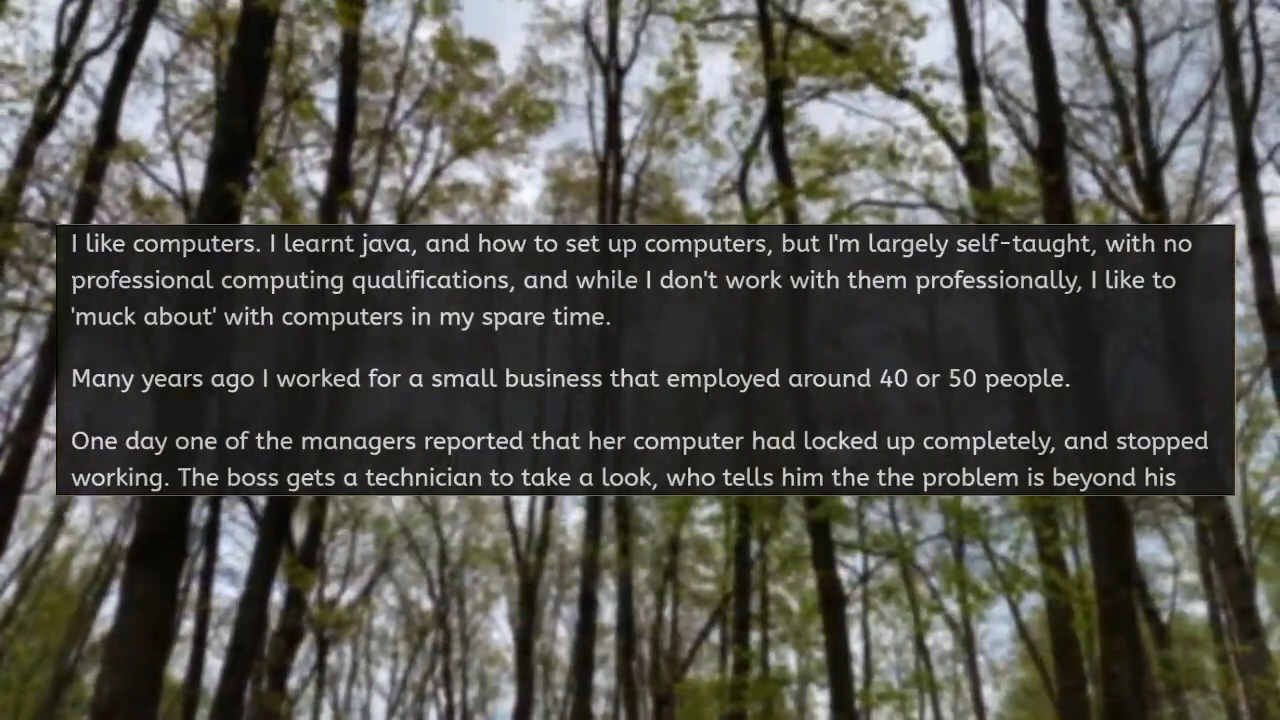 I like computers. I learnt java, and how to set up computers, but I'm largely self-taught, with no
professional computing qualifications, and while I don't work with them professionally, I like to
'muck about' with computers in my spare time.
Many years ago I worked for a small business that employed around 40 or 50 people.
One day one of the managers reported that her computer had locked up completely, and stopped
working. The boss gets a technician to take a look, who tells him the the problem is beyond his